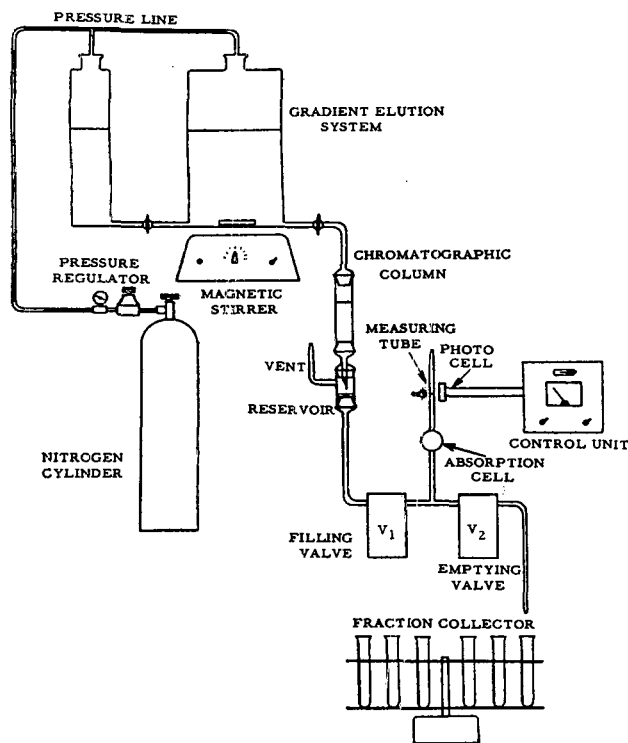 PRESSURE LINE
GRADIENT ELUTION
SYSTEM
PRESSURE
REGULATOR
MAGNETIC
STIRRER
CHROMATOGRAPHIC
COLUMN
MEASURING
TUBE
PHOTO
CELL
VENT
RESERVOIR
CONTROL UNIT
NITROGEN
CYLINDER
ABSORPTION
CELL
V1
V2
FILLING
VALVE
EMPTYING
VALVE
FRACTION COLLECTOR